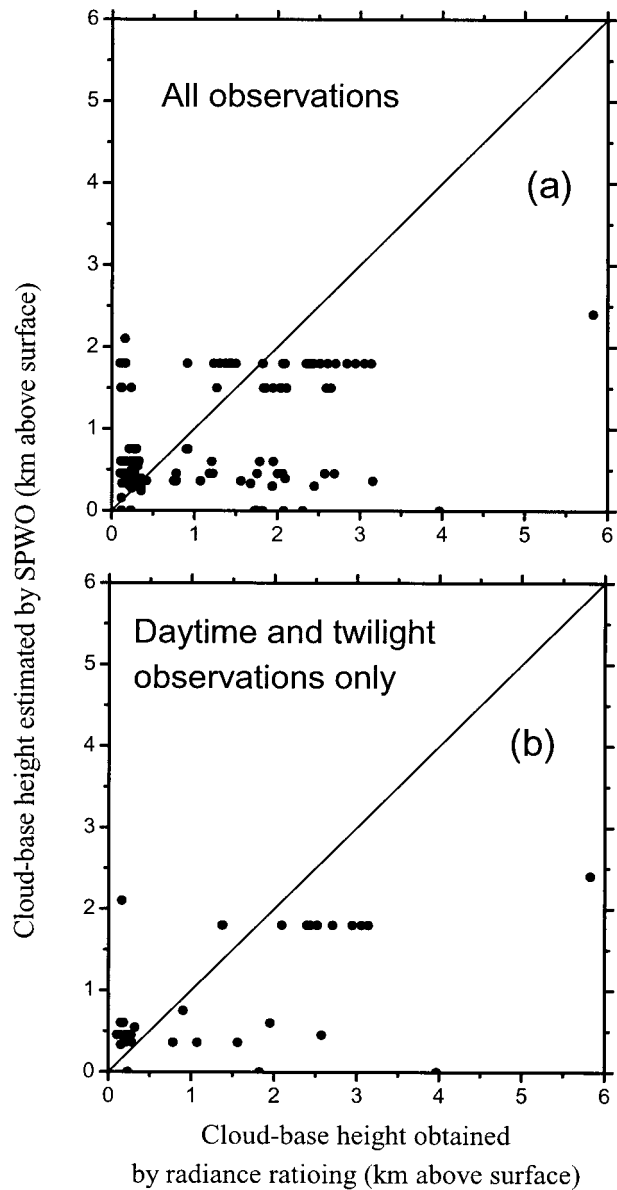 6
5
4
3
2
1
0
All observations
(a)
0 1 2 3 4 5 6
Cloud-base height estimated by SPWO (km above surface)
6
5
4
3
2
1
0
Daytime and twilight
observations only
(b)
0 1 2 3 4 5 6
Cloud-base height obtained
by radiance ratioing (km above surface)